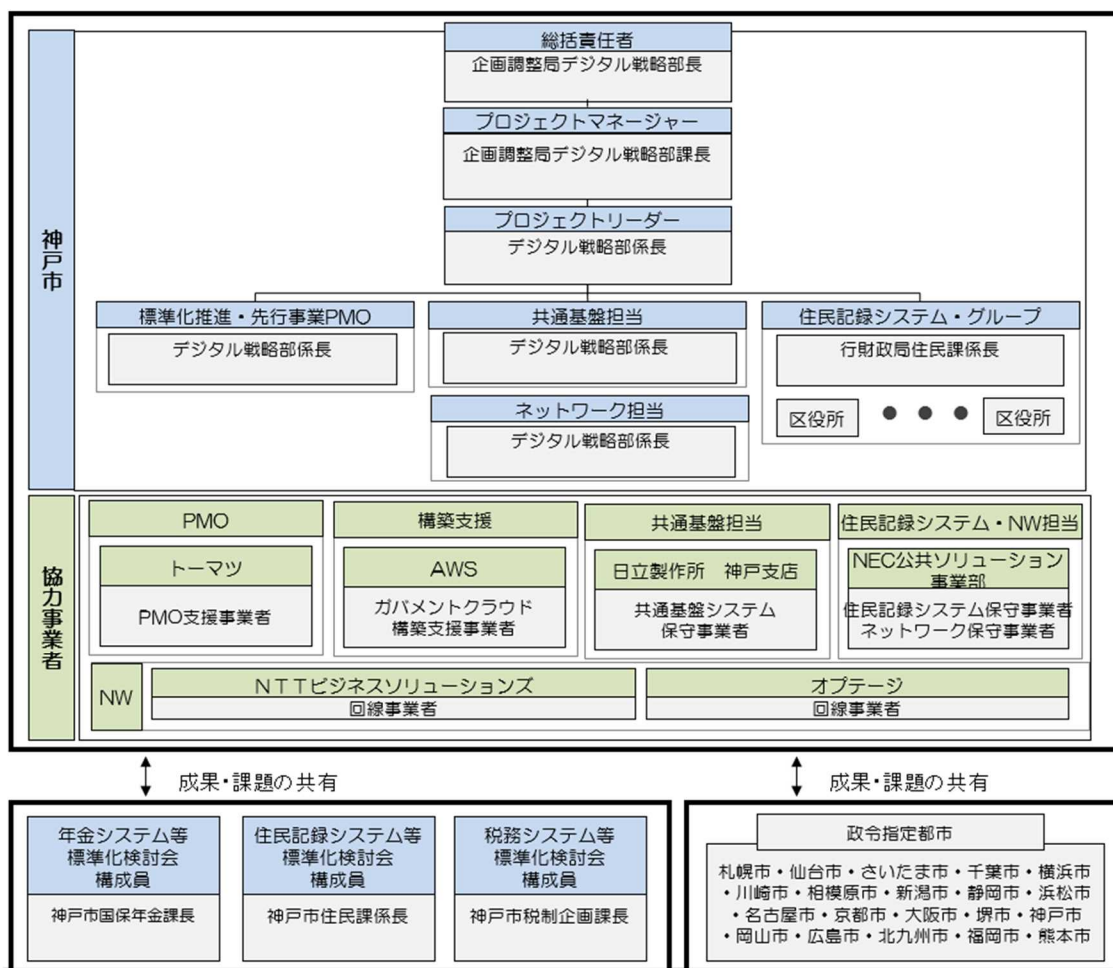 総括責任者
企画調整局デジタル戦略部長
プロジェクトマネージャー
企画調整局デジタル戦略部課長
プロジェクトリーダー
デジタル戦略部係長
神戸市
標準化推進・先行事業PMO
デジタル戦略部係長
共通基盤担当
デジタル戦略部係長
住民記録システム・グループ
行財政局住民課係長
区役所 ● ● ● 区役所
ネットワーク担当
デジタル戦略部係長
協力事業者
PMO
トーマツ
PMO支援事業者
構築支援
AWS
ガバメントクラウド
構築支援事業者
共通基盤担当
日立製作所 神戸支店
共通基盤システム
保守事業者
住民記録システム・NW担当
NEC公共ソリューション
事業部
住民記録システム保守事業者
ネットワーク保守事業者
NW
NTTビジネスソリューションズ
回線事業者
オプテージ
回線事業者
成果・課題の共有
成果・課題の共有
年金システム等
標準化検討会
構成員
神戸市国保年金課長
住民記録システム等
標準化検討会
構成員
神戸市住民課係長
税務システム等
標準化検討会
構成員
神戸市税制企画課長
政令指定都市
札幌市・仙台市・さいたま市・千葉市・横浜市
・川崎市・相模原市・新潟市・静岡市・浜松市
・名古屋市・京都市・大阪市・堺市・神戸市
・岡山市・広島市・北九州市・福岡市・熊本市